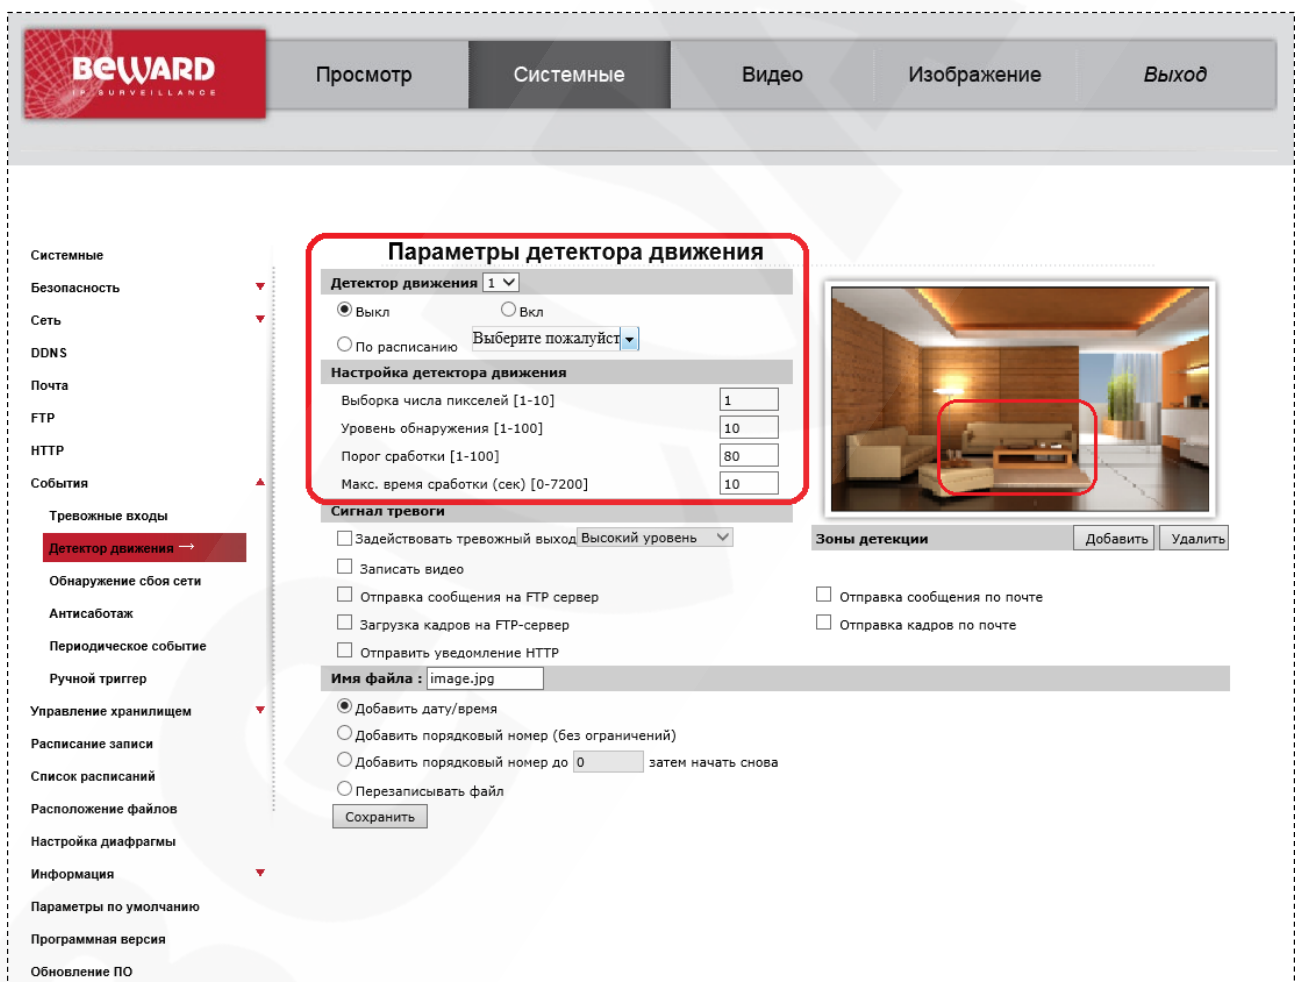 BEWARD
IP SURVEILLANCE
Просмотр
Системные
Видео
Изображение
Выход
Системные
Безопасность
Сеть
DDNS
Почта
FTP
HTTP
События
Тревожные входы
Детектор движения →
Обнаружение сбоя сети
Антисаботаж
Периодическое событие
Ручной триггер
Управление хранилищем
Расписание записи
Список расписаний
Расположение файлов
Настройка диафрагмы
Информация
Параметры по умолчанию
Программная версия
Обновление ПО
Параметры детектора движения
Детектор движения 1
Выкл Вкл
По расписанию Выберите пожалуйст
Настройка детектора движения
Выборка числа пикселей [1-10] 1
Уровень обнаружения [1-100] 10
Порог сработки [1-100] 80
Макс. время сработки (сек) [0-7200] 10
Сигнал тревоги
Задействовать тревожный выход Высокий уровень
Зоны детекции Добавить Удалить
Записать видео
Отправка сообщения на FTP сервер Отправка сообщения по почте
Загрузка кадров на FTP-сервер Отправка кадров по почте
Отправить уведомление HTTP
Имя файла : image.jpg
Добавить дату/время
Добавить порядковый номер (без ограничений)
Добавить порядковый номер до 0 затем начать снова
Перезаписывать файл
Сохранить